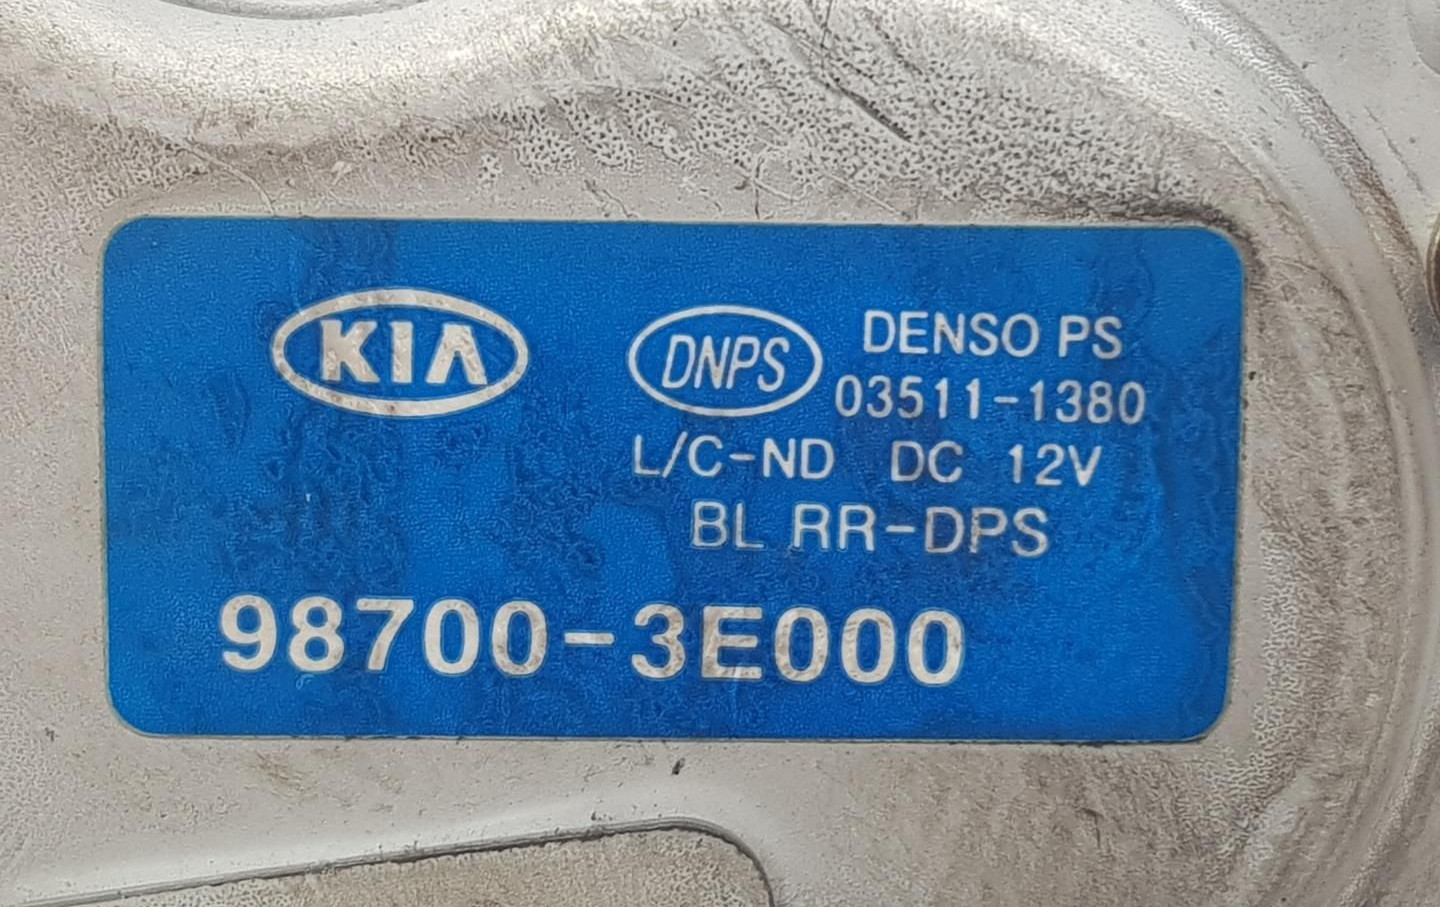 KIA
DNPS
DENSO PS
03511-1380
L/C-ND DC 12V
BL RR-DPS
98700-3E000